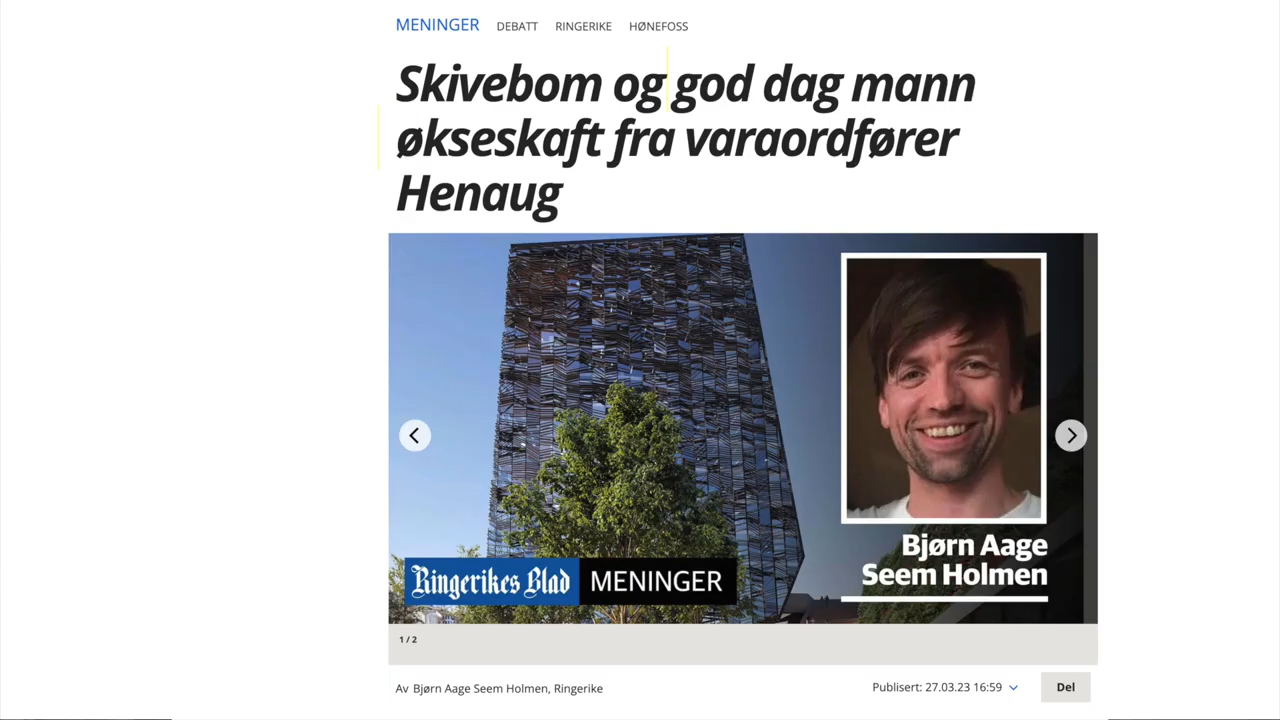 MENINGER DEBATT RINGERIKE HØNEFOSS
Skivebom og god dag mann
økseskaft fra varaordfører
Henaug
Bjørn Aage
Seem Holmen
Ringerikes Blad MENINGER
1 / 2
Av Bjørn Aage Seem Holmen, Ringerike
Publisert: 27.03.23 16:59
Del